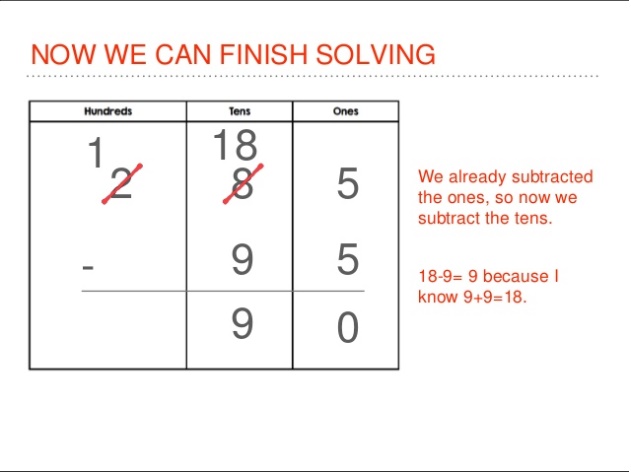 NOW WE CAN FINISH SOLVING
Hundreds Tens Ones
1 18
2 8 5
- 9 5
9 0
We already subtracted
the ones, so now we
subtract the tens.
18-9= 9 because I
know 9+9=18.